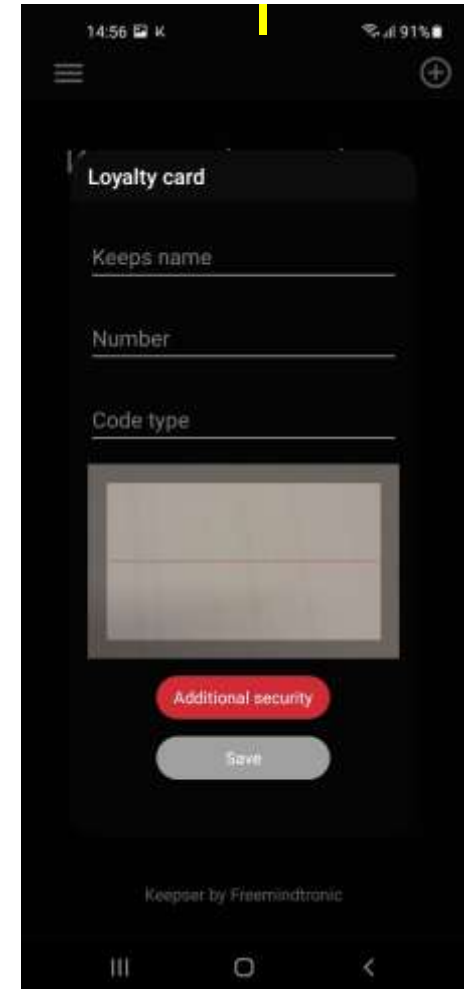 14:56 K 91%
Loyalty card
Keeps name
Number
Code type
Additional security
Save
Keepser by Freemindtronic